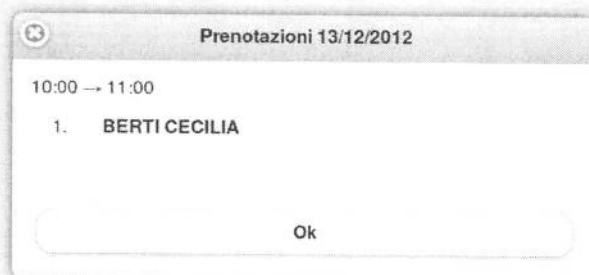 Prenotazioni 13/12/2012
10:00 → 11:00
1. BERTI CECILIA
Ok